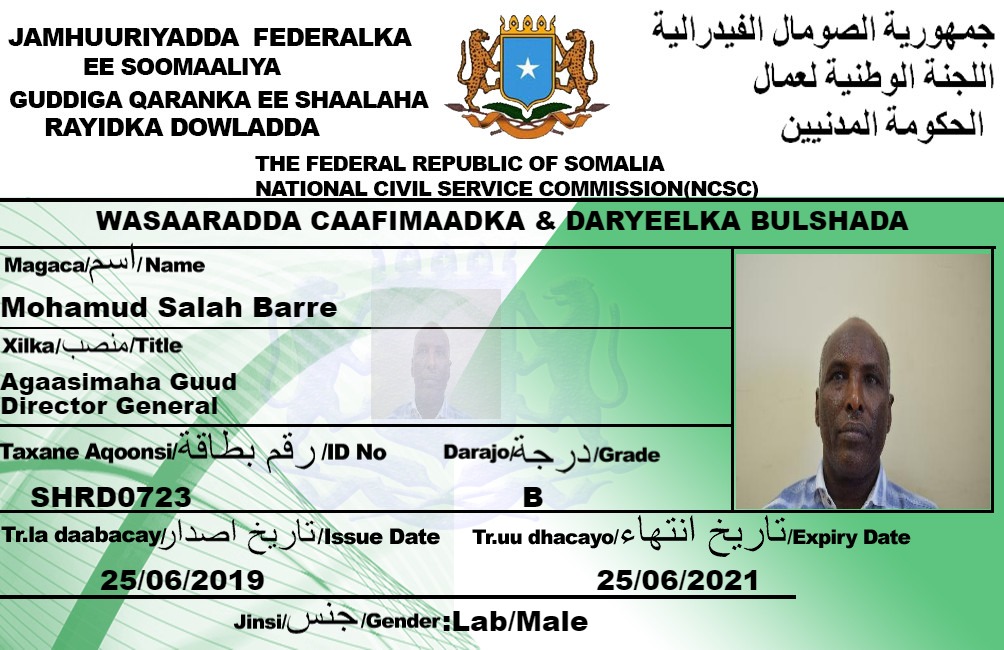 JAMHUURIYADDA FEDERALKA
EE SOOMAALIYA
GUDDIGA QARANKA EE SHAALAHA
RAYIDKA DOWLADDA
جمهورية الصومال الفيدرالية
اللجنة الوطنية لعمال
الحكومة المدنيين
THE FEDERAL REPUBLIC OF SOMALIA
NATIONAL CIVIL SERVICE COMMISSION(NCSC)
WASAARADDA CAAFIMAADKA & DARYEELKA BULSHADA
Magaca/اسم/Name
Mohamud Salah Barre
Xilka/منصب/Title
Agaasimaha Guud
Director General
Taxane Aqoonsi/رقم بطاقة/ID No
Darajo/درجة/Grade
SHRD0723
B
Tr.la daabacay/تاريخ اصدار/Issue Date
Tr.uu dhacayo/تاريخ انتهاء/Expiry Date
25/06/2019
25/06/2021
Jinsi/جنس/Gender:Lab/Male